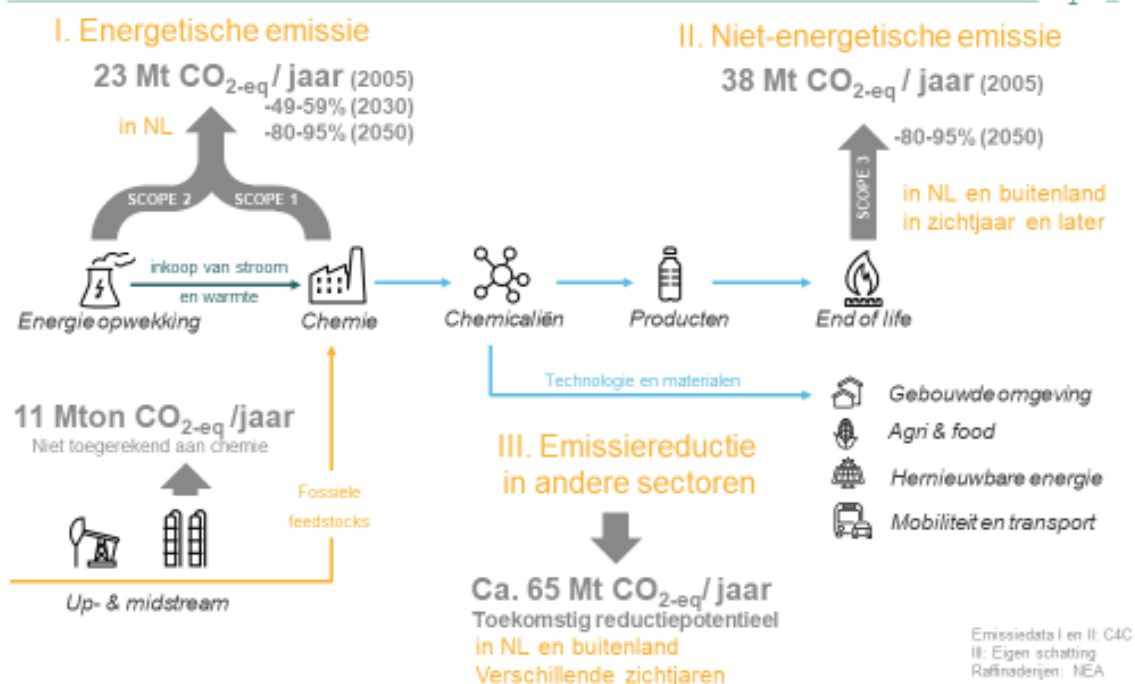 I. Energetische emissie
23 Mt CO2-eq / jaar (2005)
-49-59% (2030)
-80-95% (2050)
in NL
SCOPE 2
SCOPE 1
II. Niet-energetische emissie
38 Mt CO2-eq / jaar (2005)
-80-95% (2050)
SCOPE 3
in NL en buitenland
in zichtjaar en later
inkoop van stroom
en warmte
Energie opwekking
Chemie
Chemicaliën
Producten
End of life
Technologie en materialen
11 Mton CO2-eq /jaar
Niet toegerekend aan chemie
Fossiele
feedstocks
Up- & midstream
III. Emissiereductie
in andere sectoren
Gebouwde omgeving
Agri & food
Hernieuwbare energie
Mobiliteit en transport
Ca. 65 Mt CO2-eq/ jaar
Toekomstig reductiepotentieel
in NL en buitenland
Verschillende zichtjaren
Emissiedata I en II: C4C
III: Eigen schatting
Raffinaderijen: NEA